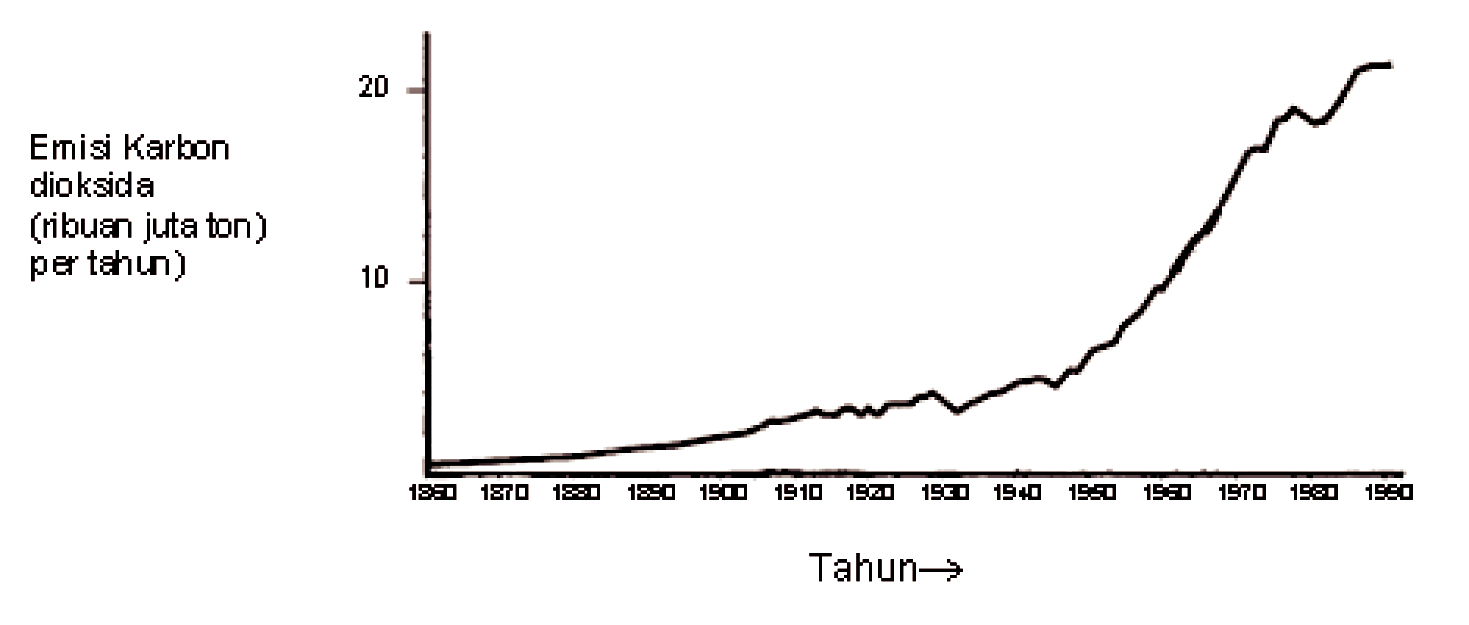 20
Emisi Karbon
dioksida
(ribuan juta ton)
per tahun)
10
1860 1870 1880 1890 1900 1910 1920 1930 1940 1950 1960 1970 1980 1990
Tahun→